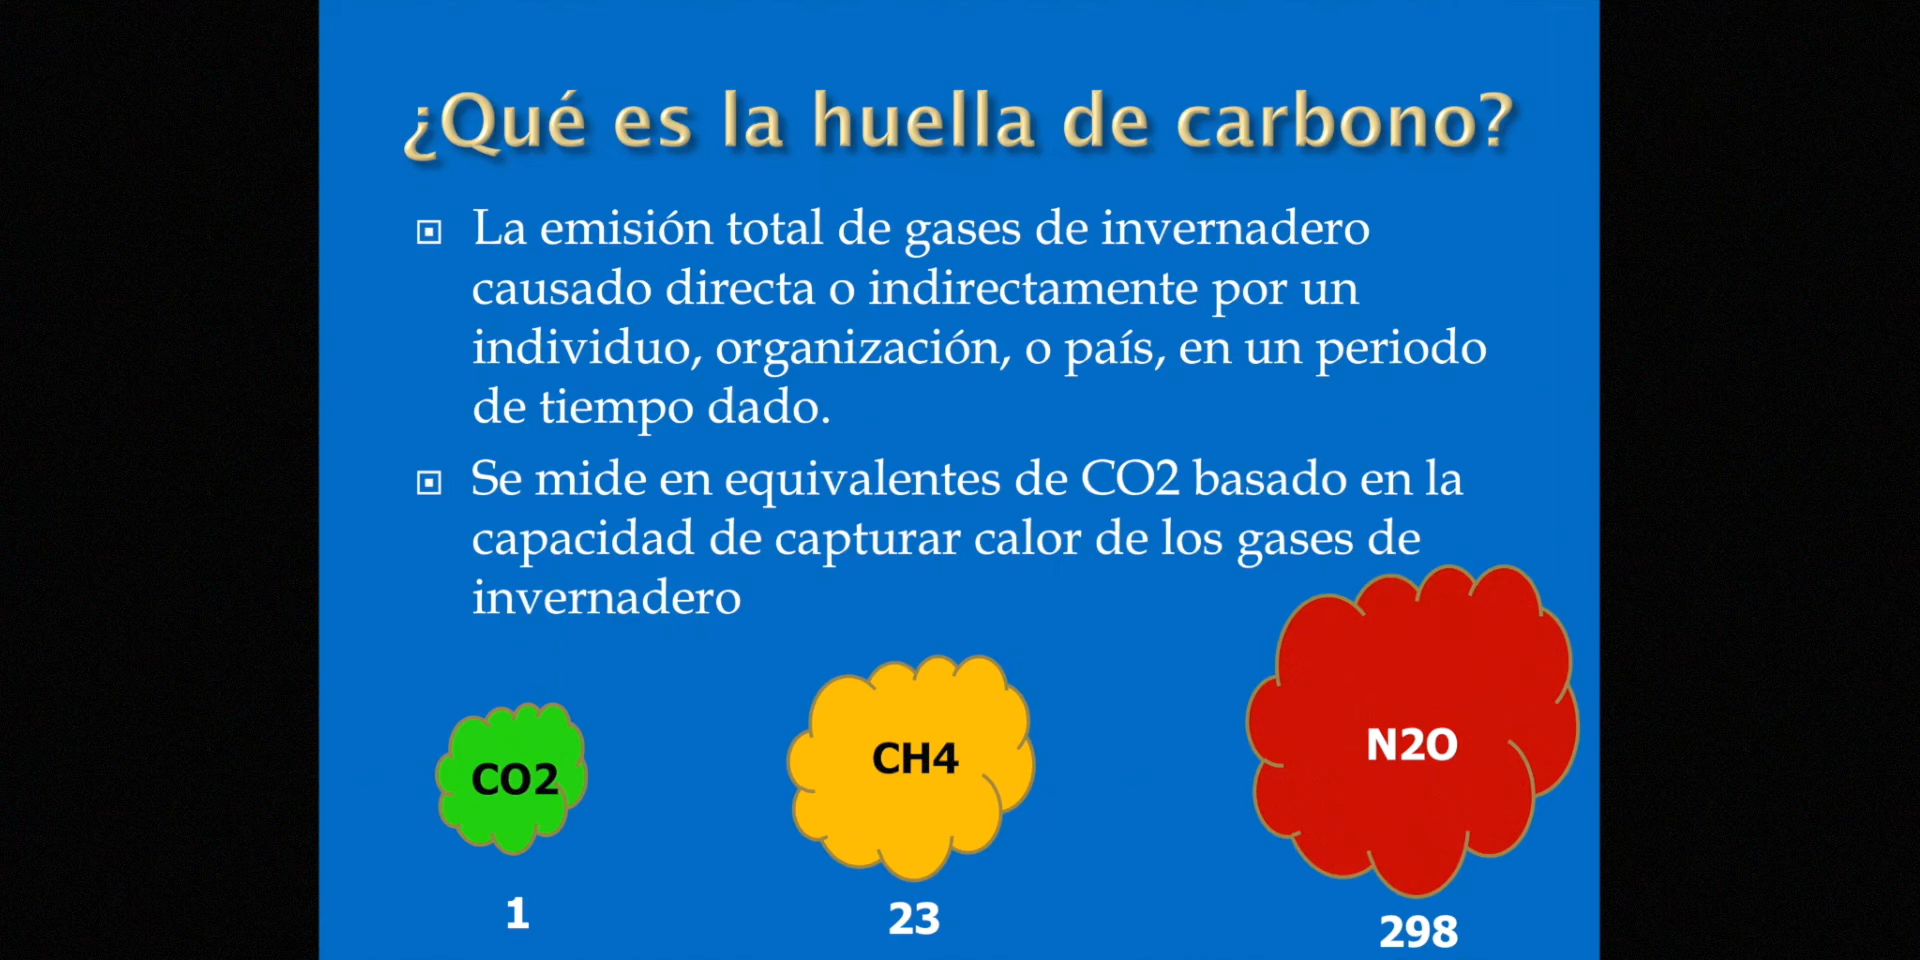 ¿Qué es la huella de carbono?
La emisión total de gases de invernadero
causado directa o indirectamente por un
individuo, organización, o país, en un periodo
de tiempo dado.
Se mide en equivalentes de CO2 basado en la
capacidad de capturar calor de los gases de
invernadero
CO2
CH4
N2O
1
23
298